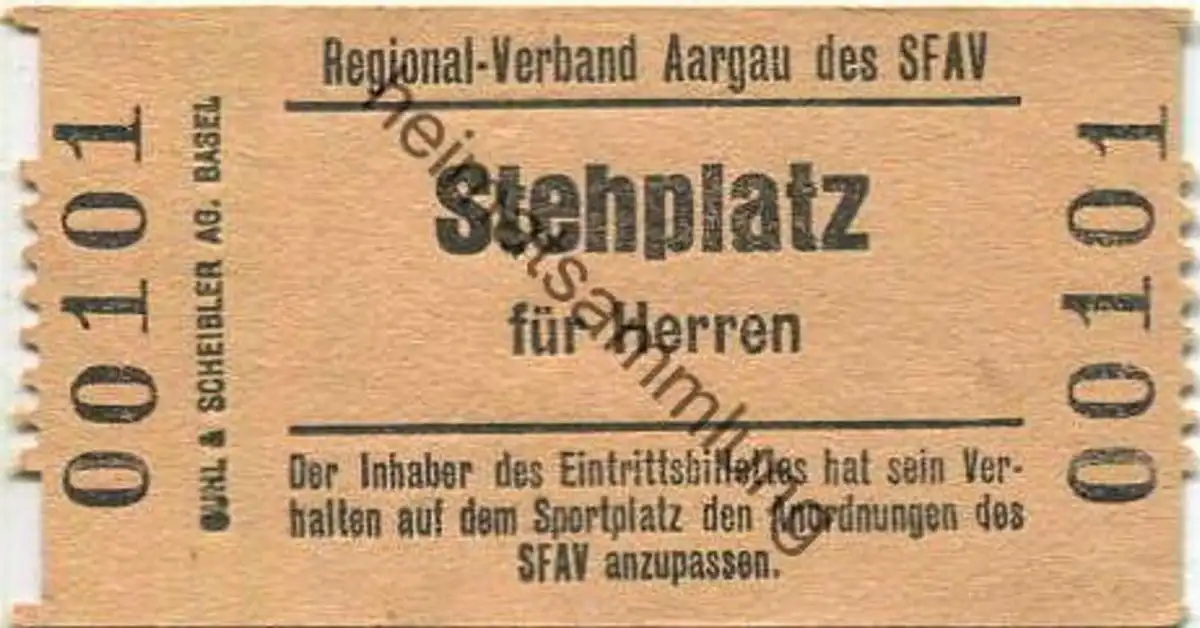 Regional-Verband Aargau des SFAV
Stehplatz
für Herren
Der Inhaber des Eintrittsbilletes hat sein Ver-
halten auf dem Sportplatz den Anordnungen des
SFAV anzupassen.
00101
& SCHEIBLER AG. BASEL
00101
heimatsammlung